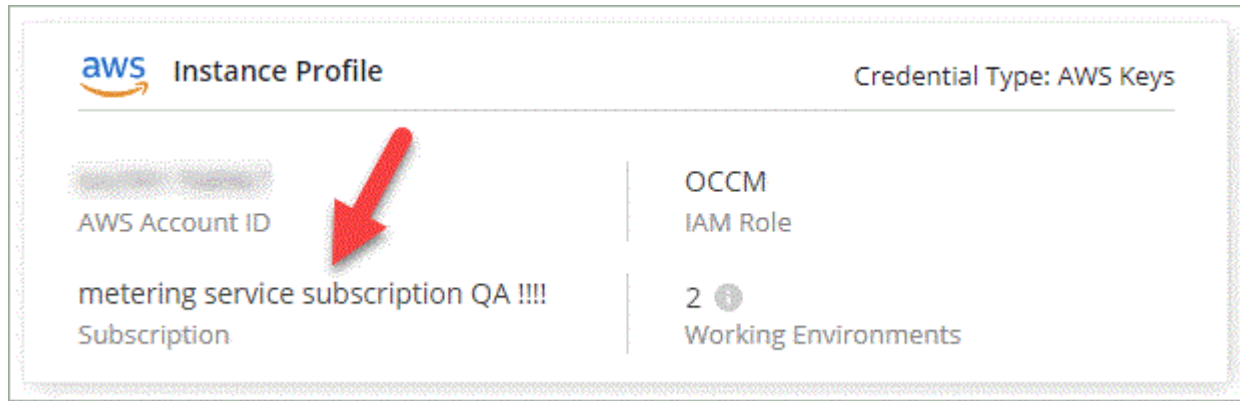 aws Instance Profile
Credential Type: AWS Keys
AWS Account ID
OCCM
IAM Role
metering service subscription QA !!!!
Subscription
2
Working Environments